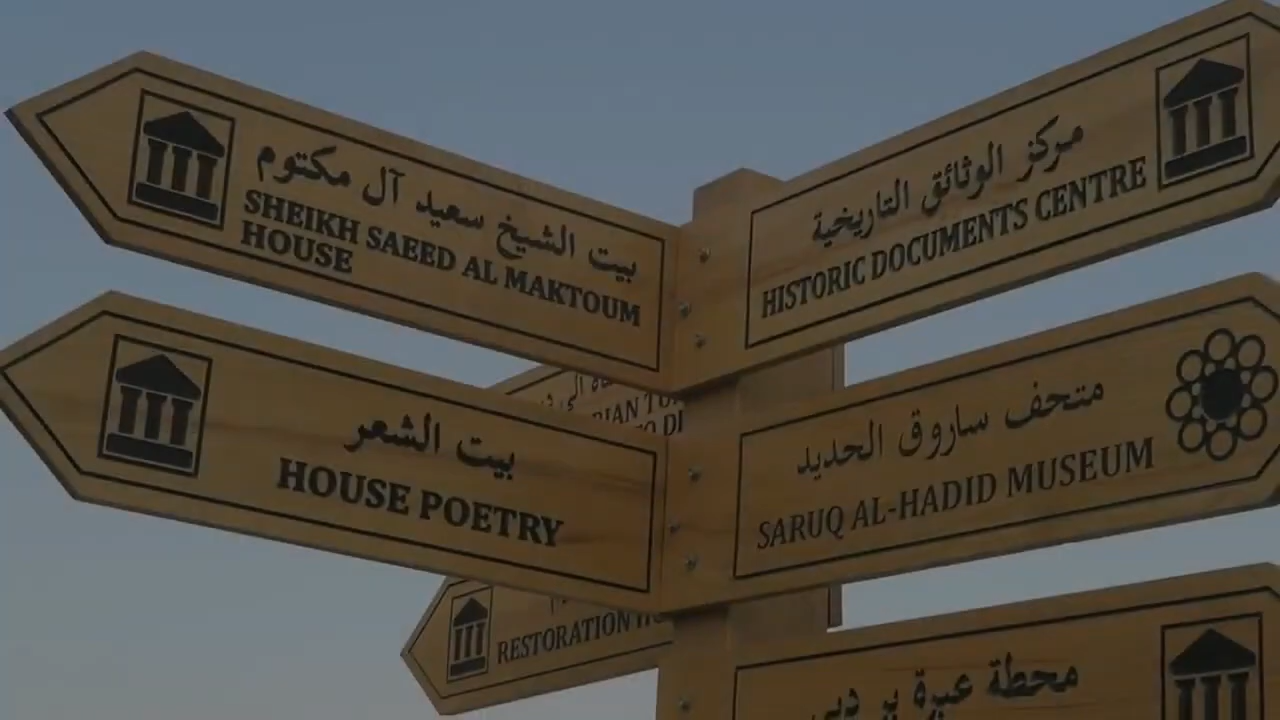 بيت الشيخ سعيد آل مكتوم
SHEIKH SAEED AL MAKTOUM
HOUSE
مركز الوثائق التاريخية
HISTORIC DOCUMENTS CENTRE
بيت الشعر
HOUSE POETRY
متحف ساروق الحديد
SARUQ AL-HADID MUSEUM
RESTORATION
محطة عبرة بر دبي